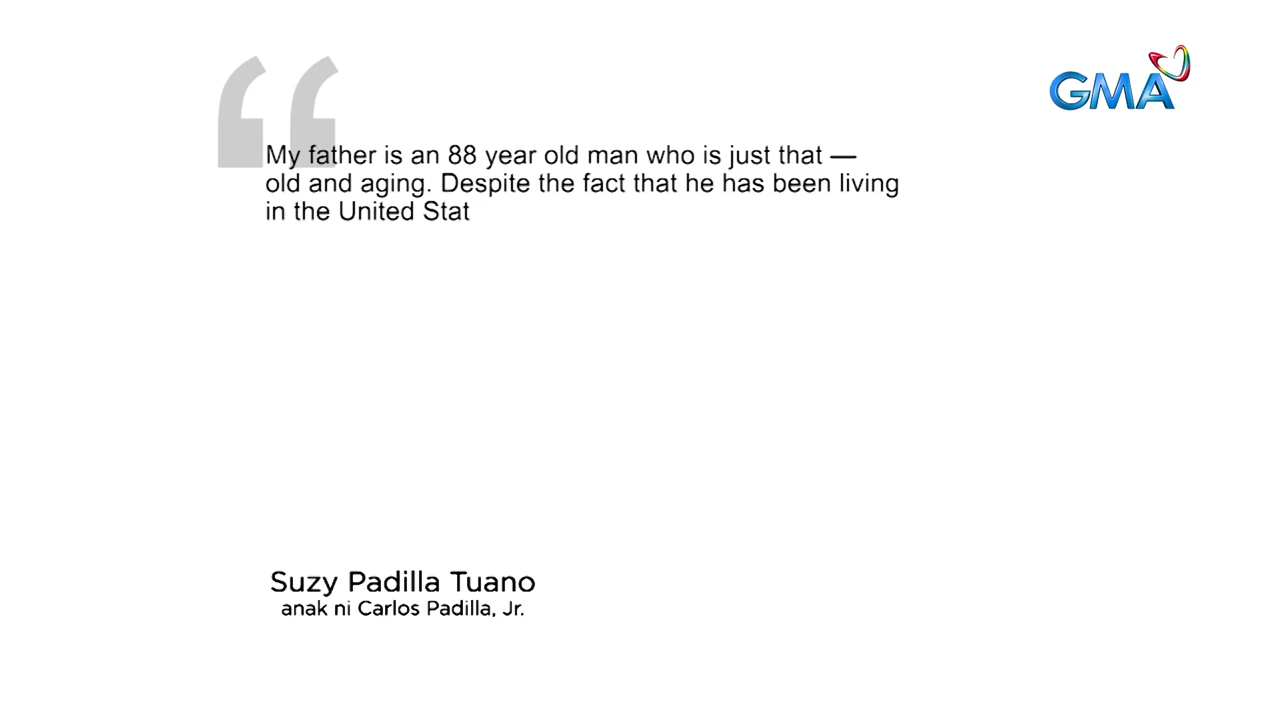 GMA
“
My father is an 88 year old man who is just that —
old and aging. Despite the fact that he has been living
in the United Stat
Suzy Padilla Tuano
anak ni Carlos Padilla, Jr.